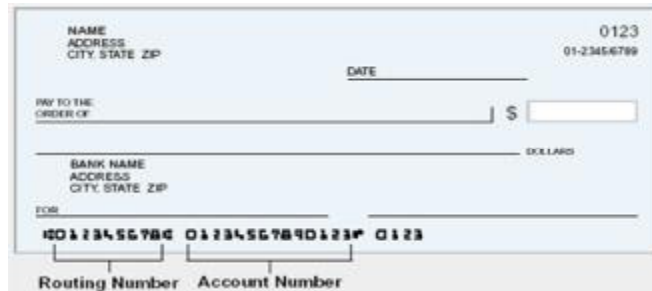 NAME 0123
ADDRESS 01-2345/6789
CITY. STATE ZIP
DATE
PAY TO THE
ORDER OF $
DOLLARS
BANK NAME
ADDRESS
CITY. STATE ZIP
FOR
⑆012345678⑆ 01234567890123⑈ 0123
Routing Number Account Number